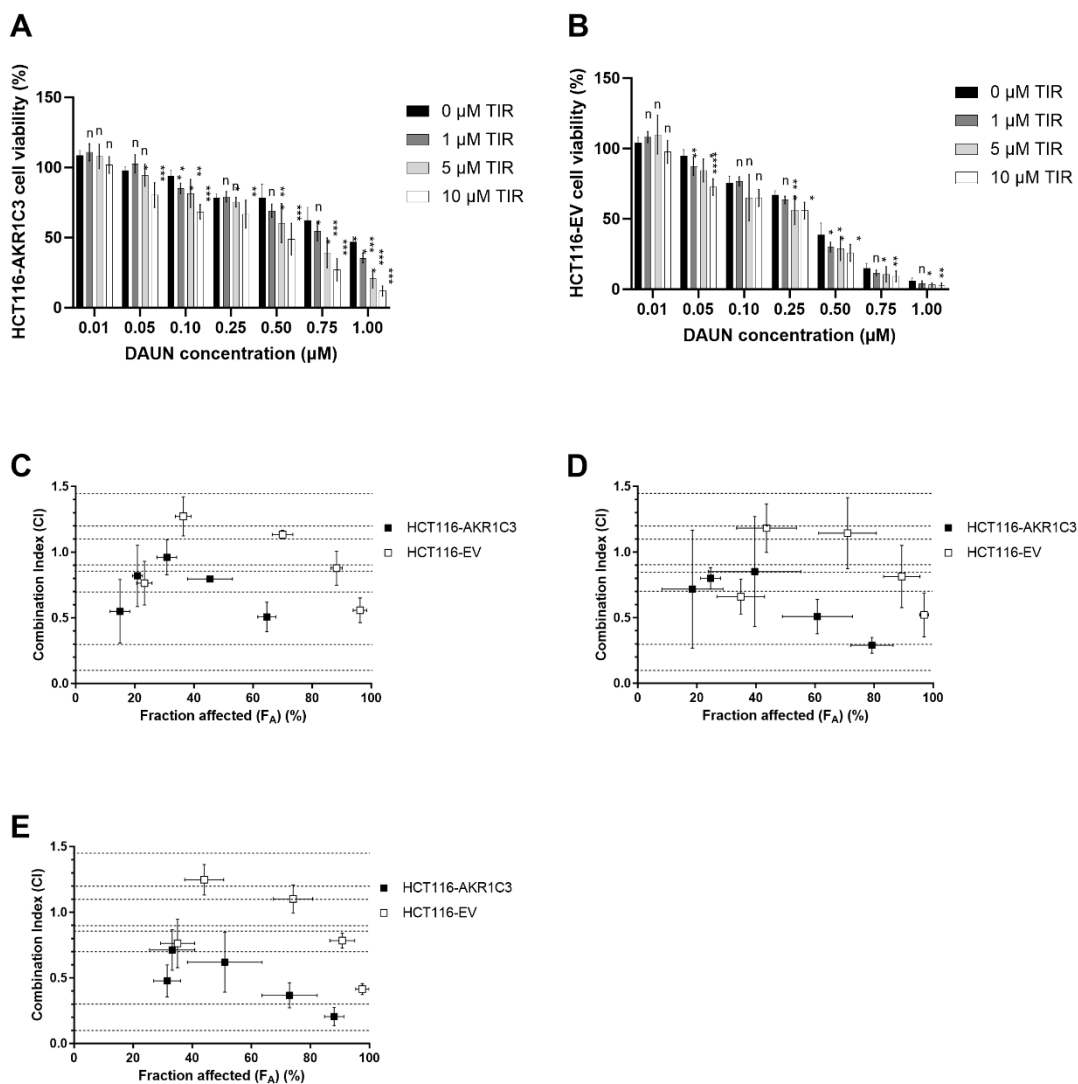 A
HCT116-AKR1C3 cell viability (%)
150
100
50
0
n n n
n * ***
* * ** * ***
n n * **
n ** ***
* * *** ***
* *** *** ***
0.01 0.05 0.10 0.25 0.50 0.75 1.00
DAUN concentration (µM)
0 µM TIR
1 µM TIR
5 µM TIR
10 µM TIR
B
HCT116-EV cell viability (%)
150
100
50
0
n n n
** ****
n n n
n ** *
* * * *
n * **
n * **
0.01 0.05 0.10 0.25 0.50 0.75 1.00
DAUN concentration (µM)
0 µM TIR
1 µM TIR
5 µM TIR
10 µM TIR
C
Combination Index (CI)
1.5
1.0
0.5
0.0
0 20 40 60 80 100
Fraction affected (FA) (%)
HCT116-AKR1C3
HCT116-EV
D
Combination Index (CI)
1.5
1.0
0.5
0.0
0 20 40 60 80 100
Fraction affected (FA) (%)
HCT116-AKR1C3
HCT116-EV
E
Combination Index (CI)
1.5
1.0
0.5
0.0
0 20 40 60 80 100
Fraction affected (FA) (%)
HCT116-AKR1C3
HCT116-EV